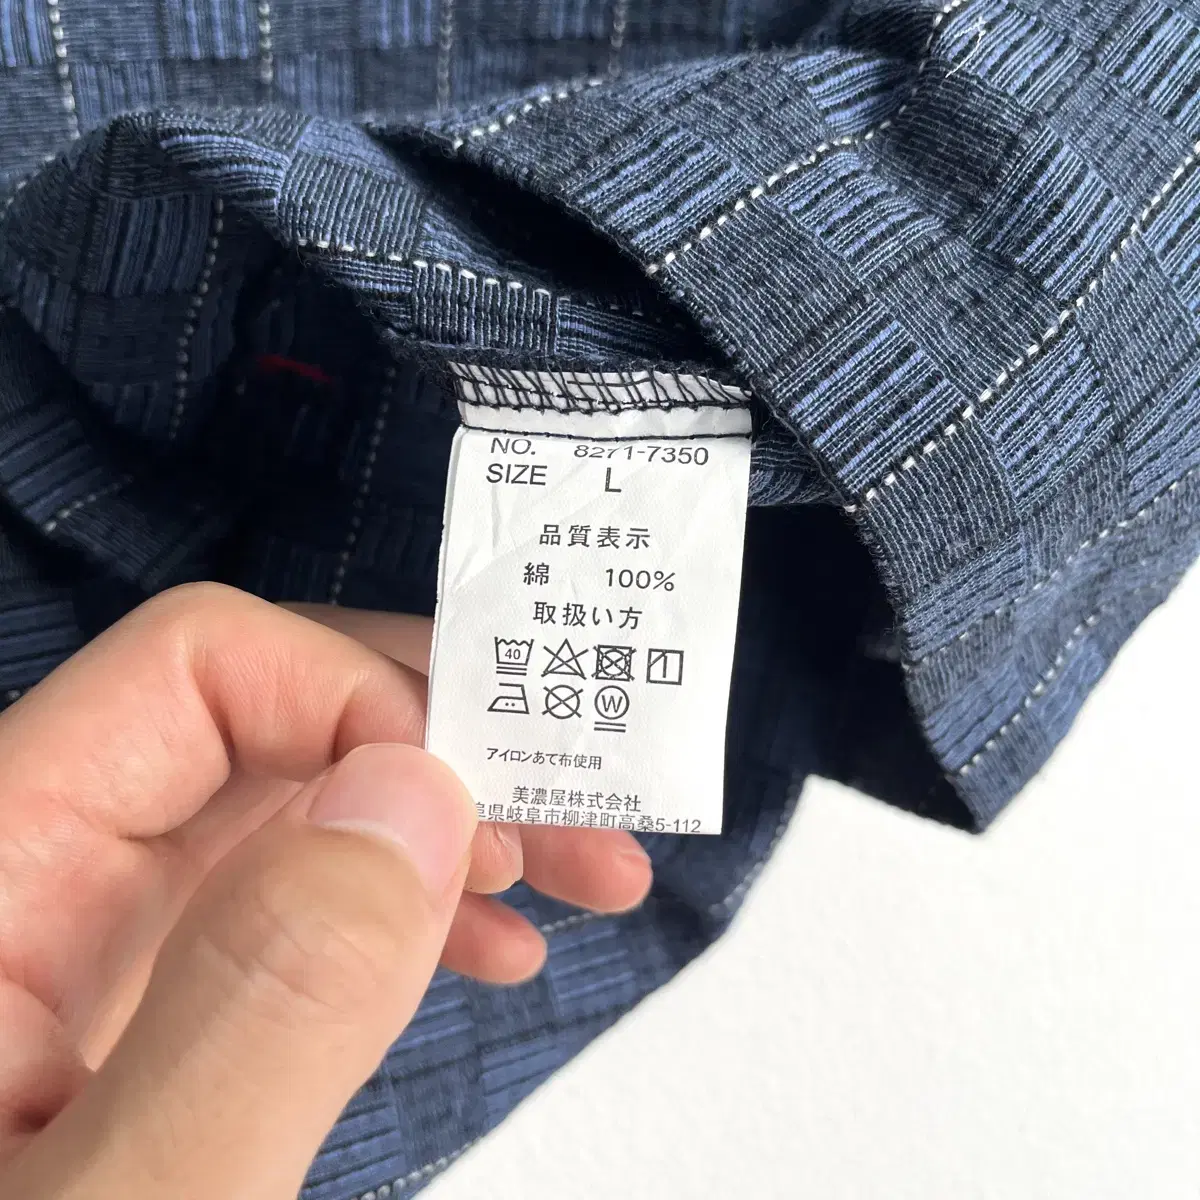 NO. 8271-7350
SIZE L
品質表示
綿 100%
取扱い方
40
W
アイロンあて布使用
美濃屋株式会社
阜県岐阜市柳津町高桑5-112